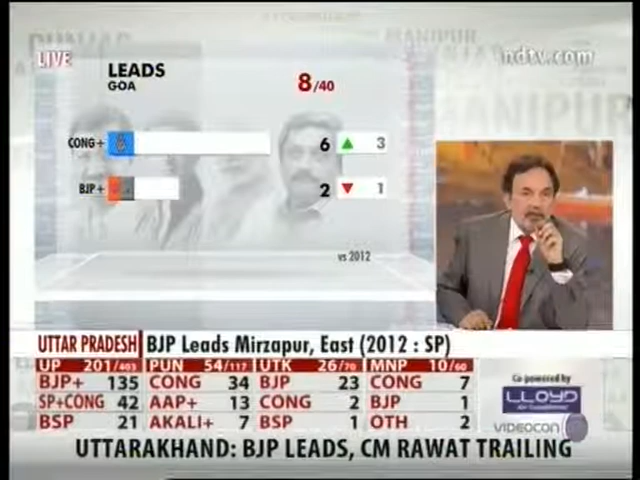 LIVE
ndtv.com
PUNJAB
MANIPUR
MANIPUR
LEADS
GOA
8/40
CONG+ 6 3
BJP+ 2 1
vs 2012
UTTAR PRADESH BJP Leads Mirzapur, East (2012 : SP)
UP 201/403 PUN 54/117 UTK 26/70 MNP 10/60
BJP+ 135 CONG 34 BJP 23 CONG 7
SP+CONG 42 AAP+ 13 CONG 2 BJP 1
BSP 21 AKALI+ 7 BSP 1 OTH 2
Co powered by
LLOYD
VIDEOCON
UTTARAKHAND: BJP LEADS, CM RAWAT TRAILING